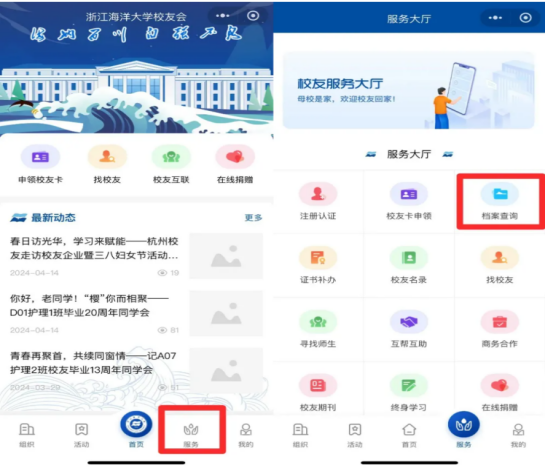 浙江海洋大学校友会
海纳百川 自强不息
申领校友卡
找校友
校友互联
在线捐赠
最新动态
更多
春日访光华，学习来赋能——杭州校
友走访校友企业暨三八妇女节活动...
2024-04-14
19
你好，老同学！“樱”你而相聚——
D01护理1班毕业20周年同学会
2024-04-14
81
青春再聚首，共续同窗情——记A07
护理2班校友毕业13周年同学会
2024-03-29
51
组织
活动
首页
服务
我的
服务大厅
校友服务大厅
母校是家，欢迎校友回家！
服务大厅
注册认证
校友卡申领
档案查询
证书补办
校友名录
找校友
寻找师生
互帮互助
商务合作
校友期刊
终身学习
在线捐赠
组织
活动
首页
服务
我的